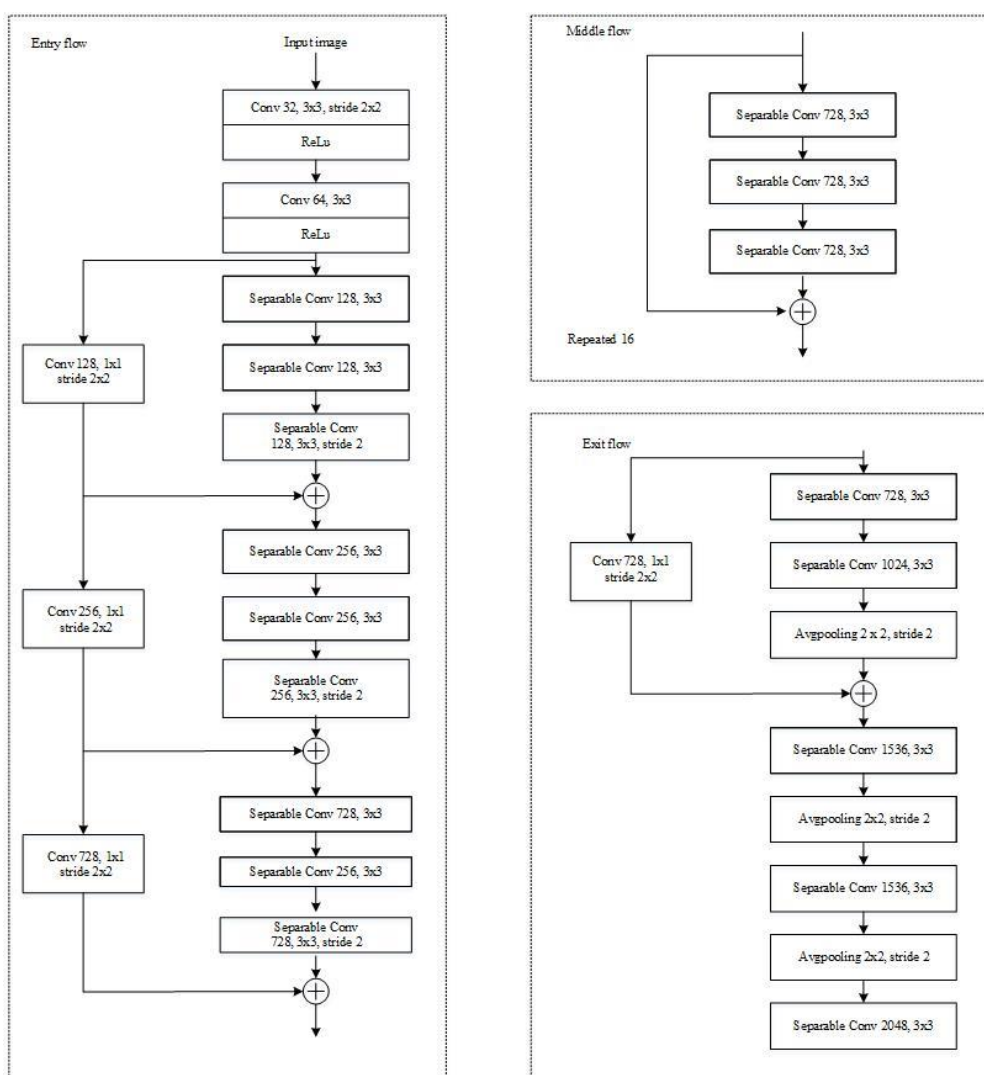 Entry flow
Input image
Conv 32, 3x3, stride 2x2
ReLu
Conv 64, 3x3
ReLu
Separable Conv 128, 3x3
Conv 128, 1x1
stride 2x2
Separable Conv 128, 3x3
Separable Conv
128, 3x3, stride 2
Separable Conv 256, 3x3
Conv 256, 1x1
stride 2x2
Separable Conv 256, 3x3
Separable Conv
256, 3x3, stride 2
Separable Conv 728, 3x3
Conv 728, 1x1
stride 2x2
Separable Conv 256, 3x3
Separable Conv
728, 3x3, stride 2
Middle flow
Separable Conv 728, 3x3
Separable Conv 728, 3x3
Separable Conv 728, 3x3
Repeated 16
Exit flow
Separable Conv 728, 3x3
Conv 728, 1x1
stride 2x2
Separable Conv 1024, 3x3
Avgpooling 2 x 2, stride 2
Separable Conv 1536, 3x3
Avgpooling 2x2, stride 2
Separable Conv 1536, 3x3
Avgpooling 2x2, stride 2
Separable Conv 2048, 3x3